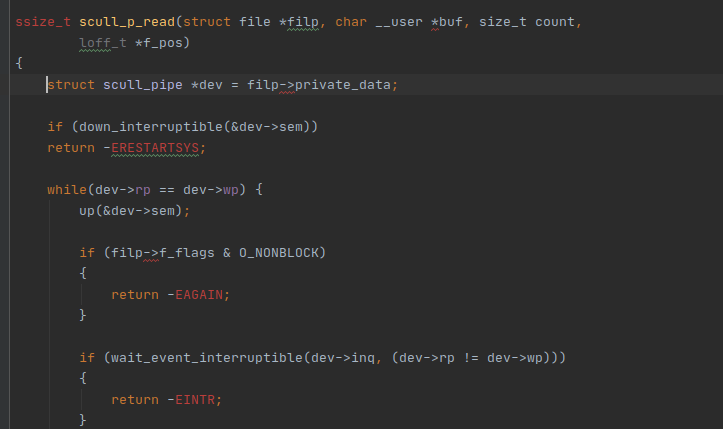 ssize_t scull_p_read(struct file *filp, char __user *buf, size_t count,
        loff_t *f_pos)
{
    struct scull_pipe *dev = filp->private_data;

    if (down_interruptible(&dev->sem))
    return -ERESTARTSYS;

    while(dev->rp == dev->wp) {
        up(&dev->sem);

        if (filp->f_flags & O_NONBLOCK)
        {
            return -EAGAIN;
        }

        if (wait_event_interruptible(dev->inq, (dev->rp != dev->wp)))
        {
            return -EINTR;
        }